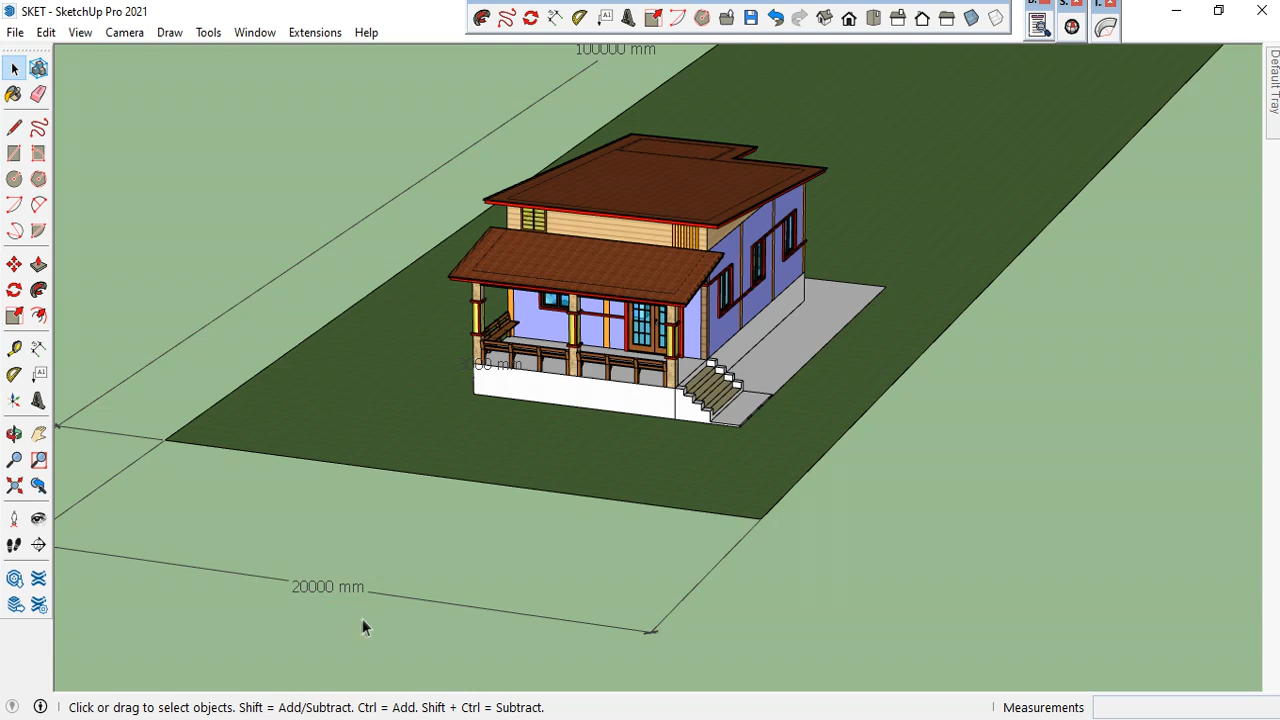 SKET - SketchUp Pro 2021
File Edit View Camera Draw Tools Window Extensions Help
100000 mm
Default Tray
20000 mm
Click or drag to select objects. Shift = Add/Subtract. Ctrl = Add. Shift + Ctrl = Subtract.
Measurements